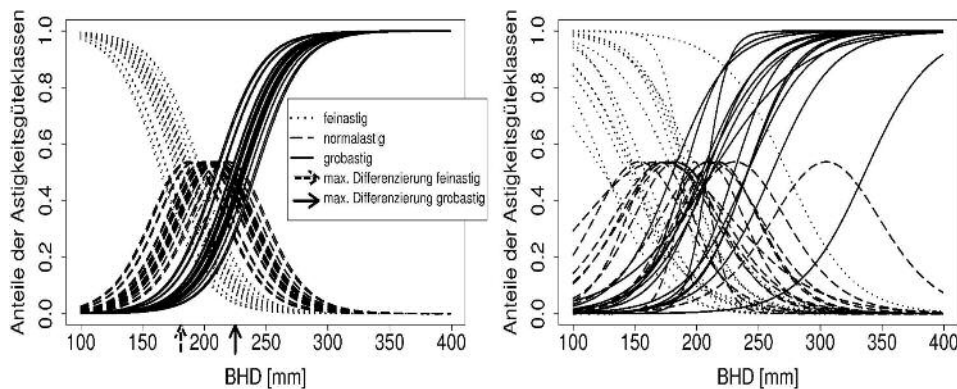 Anteile der Astigkeitsgüteklassen
1.0
0.8
0.6
0.4
0.2
0.0
feinastig
normalastig
grobastig
max. Differenzierung feinastig
max. Differenzierung grobastig
100 150 200 250 300 350 400
BHD [mm]
Anteile der Astigkeitsgüteklassen
1.0
0.8
0.6
0.4
0.2
0.0
100 150 200 250 300 350 400
BHD [mm]